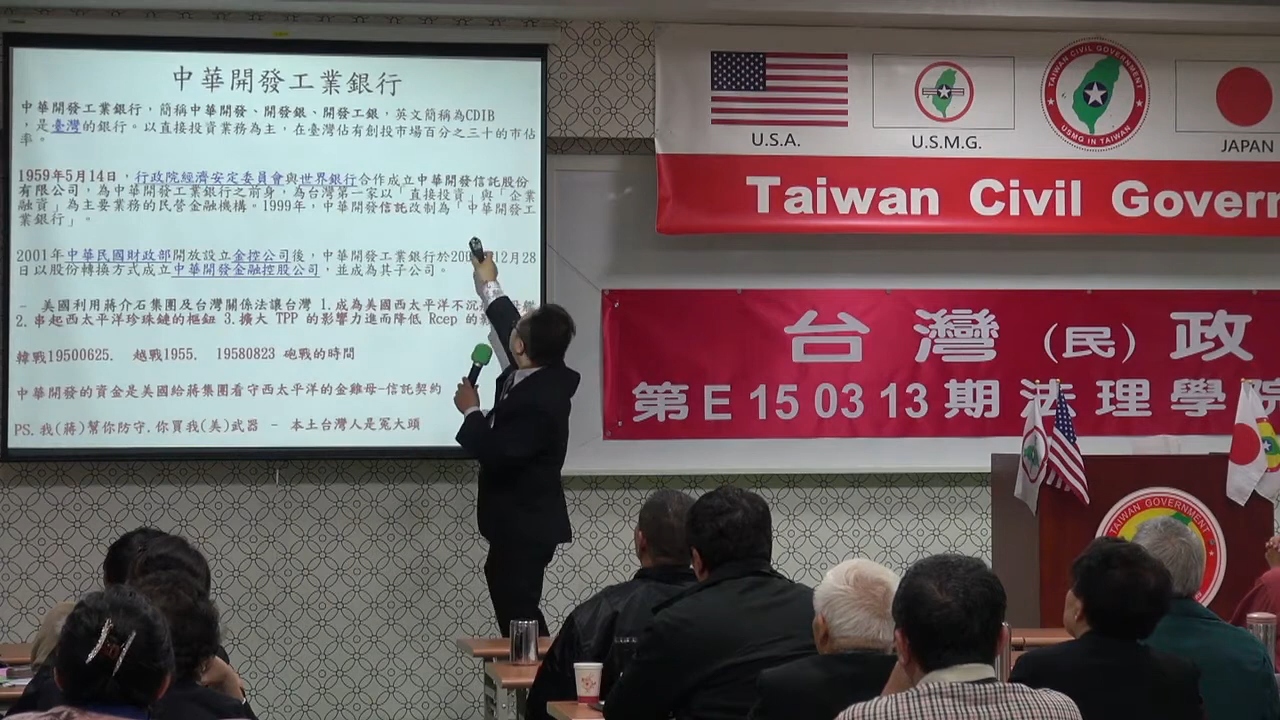 中華開發工業銀行
中華開發工業銀行，簡稱中華開發、開發銀、開發工銀，英文簡稱為CDIB
，是臺灣的銀行。以直接投資業務為主，在臺灣佔有創投市場百分之三十的市佔
率。
1959年5月14日，行政院經濟安定委員會與世界銀行合作成立中華開發信託股份
有限公司，為中華開發工業銀行之前身，為台灣第一家以「直接投資」與「企業
融資」為主要業務的民營金融機構。1999年，中華開發信託改制為「中華開發工
業銀行」。
2001年中華民國財政部開放設立金控公司後，中華開發工業銀行於20 12月28
日以股份轉換方式成立中華開發金融控股公司，並成為其子公司。
- 美國利用蔣介石集團及台灣關係法讓台灣 1.成為美國西太平洋不沉
2.串起西太平洋珍珠鏈的樞鈕 3.擴大 TPP 的影響力進而降低 Rcep 的
韓戰19500625. 越戰1955. 19580823 砲戰的時間
中華開發的資金是美國給蔣集團看守西太平洋的金雞母-信託契約
PS.我(蔣)幫你防守.你買我(美)武器 - 本土台灣人是冤大頭
U.S.A.
U.S.M.G.
TAIWAN CIVIL GOVERNMENT
USMG IN TAIWAN
JAPAN
Taiwan Civil Govern
台灣(民)政
第E150313期法理學院
TAIWAN GOVERNMENT